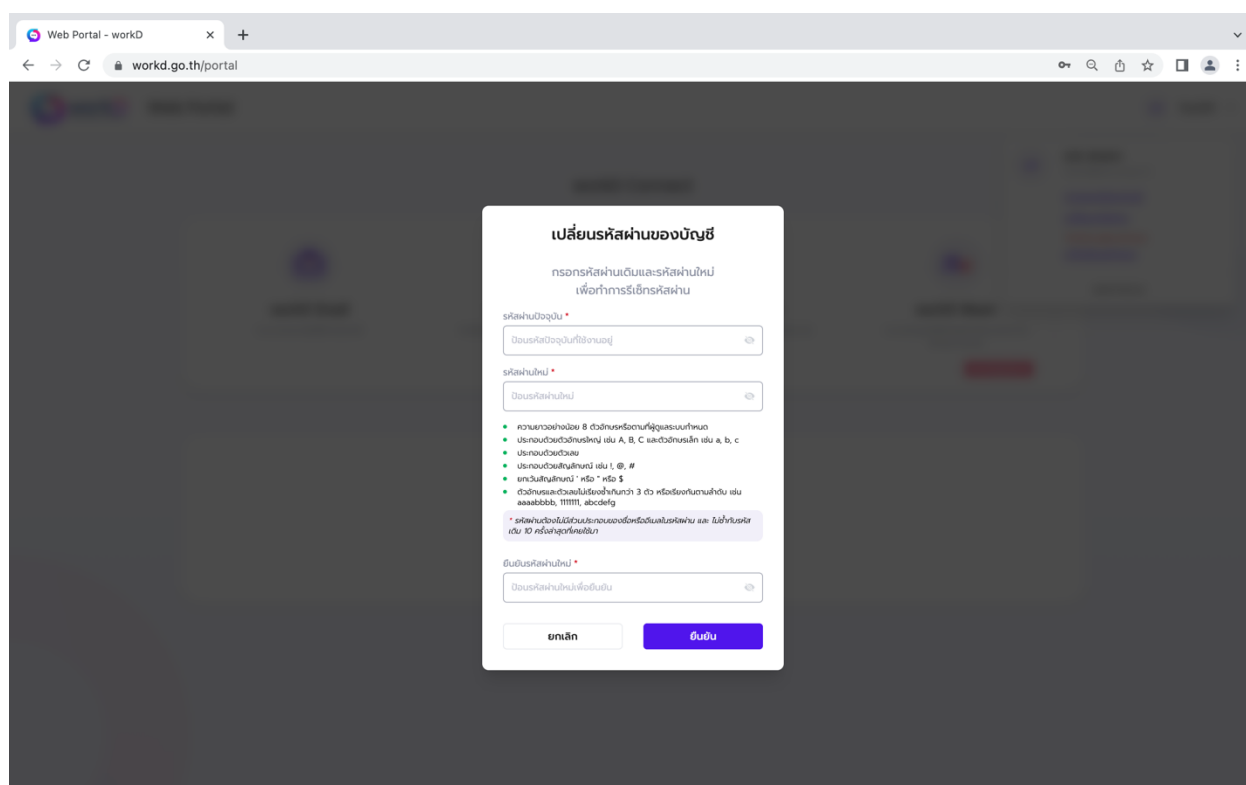 Web Portal - workD
workd.go.th/portal
เปลี่ยนรหัสผ่านของบัญชี
กรอกรหัสผ่านเดิมและรหัสผ่านใหม่
เพื่อทำการรีเซ็ทรหัสผ่าน
รหัสผ่านปัจจุบัน *
ป้อนรหัสปัจจุบันที่ใช้งานอยู่
รหัสผ่านใหม่ *
ป้อนรหัสผ่านใหม่
ความยาวอย่างน้อย 8 ตัวอักษรหรือตามที่ผู้ดูแลระบบกำหนด
ประกอบด้วยตัวอักษรใหญ่ เช่น A, B, C และตัวอักษรเล็ก เช่น a, b, c
ประกอบด้วยตัวเลข
ประกอบด้วยสัญลักษณ์ เช่น !, @, #
ยกเว้นสัญลักษณ์ ' หรือ " หรือ $
ตัวอักษรและตัวเลขไม่เรียงซ้ำเกินกว่า 3 ตัว หรือเรียงกันตามลำดับ เช่น
aaaabbbb, 1111111, abcdefg
* รหัสผ่านต้องไม่มีส่วนประกอบของชื่อหรืออีเมลในรหัสผ่าน และ ไม่ซ้ำกับรหัส
เดิม 10 ครั้งล่าสุดที่เคยใช้มา
ยืนยันรหัสผ่านใหม่ *
ป้อนรหัสผ่านใหม่เพื่อยืนยัน
ยกเลิก
ยืนยัน